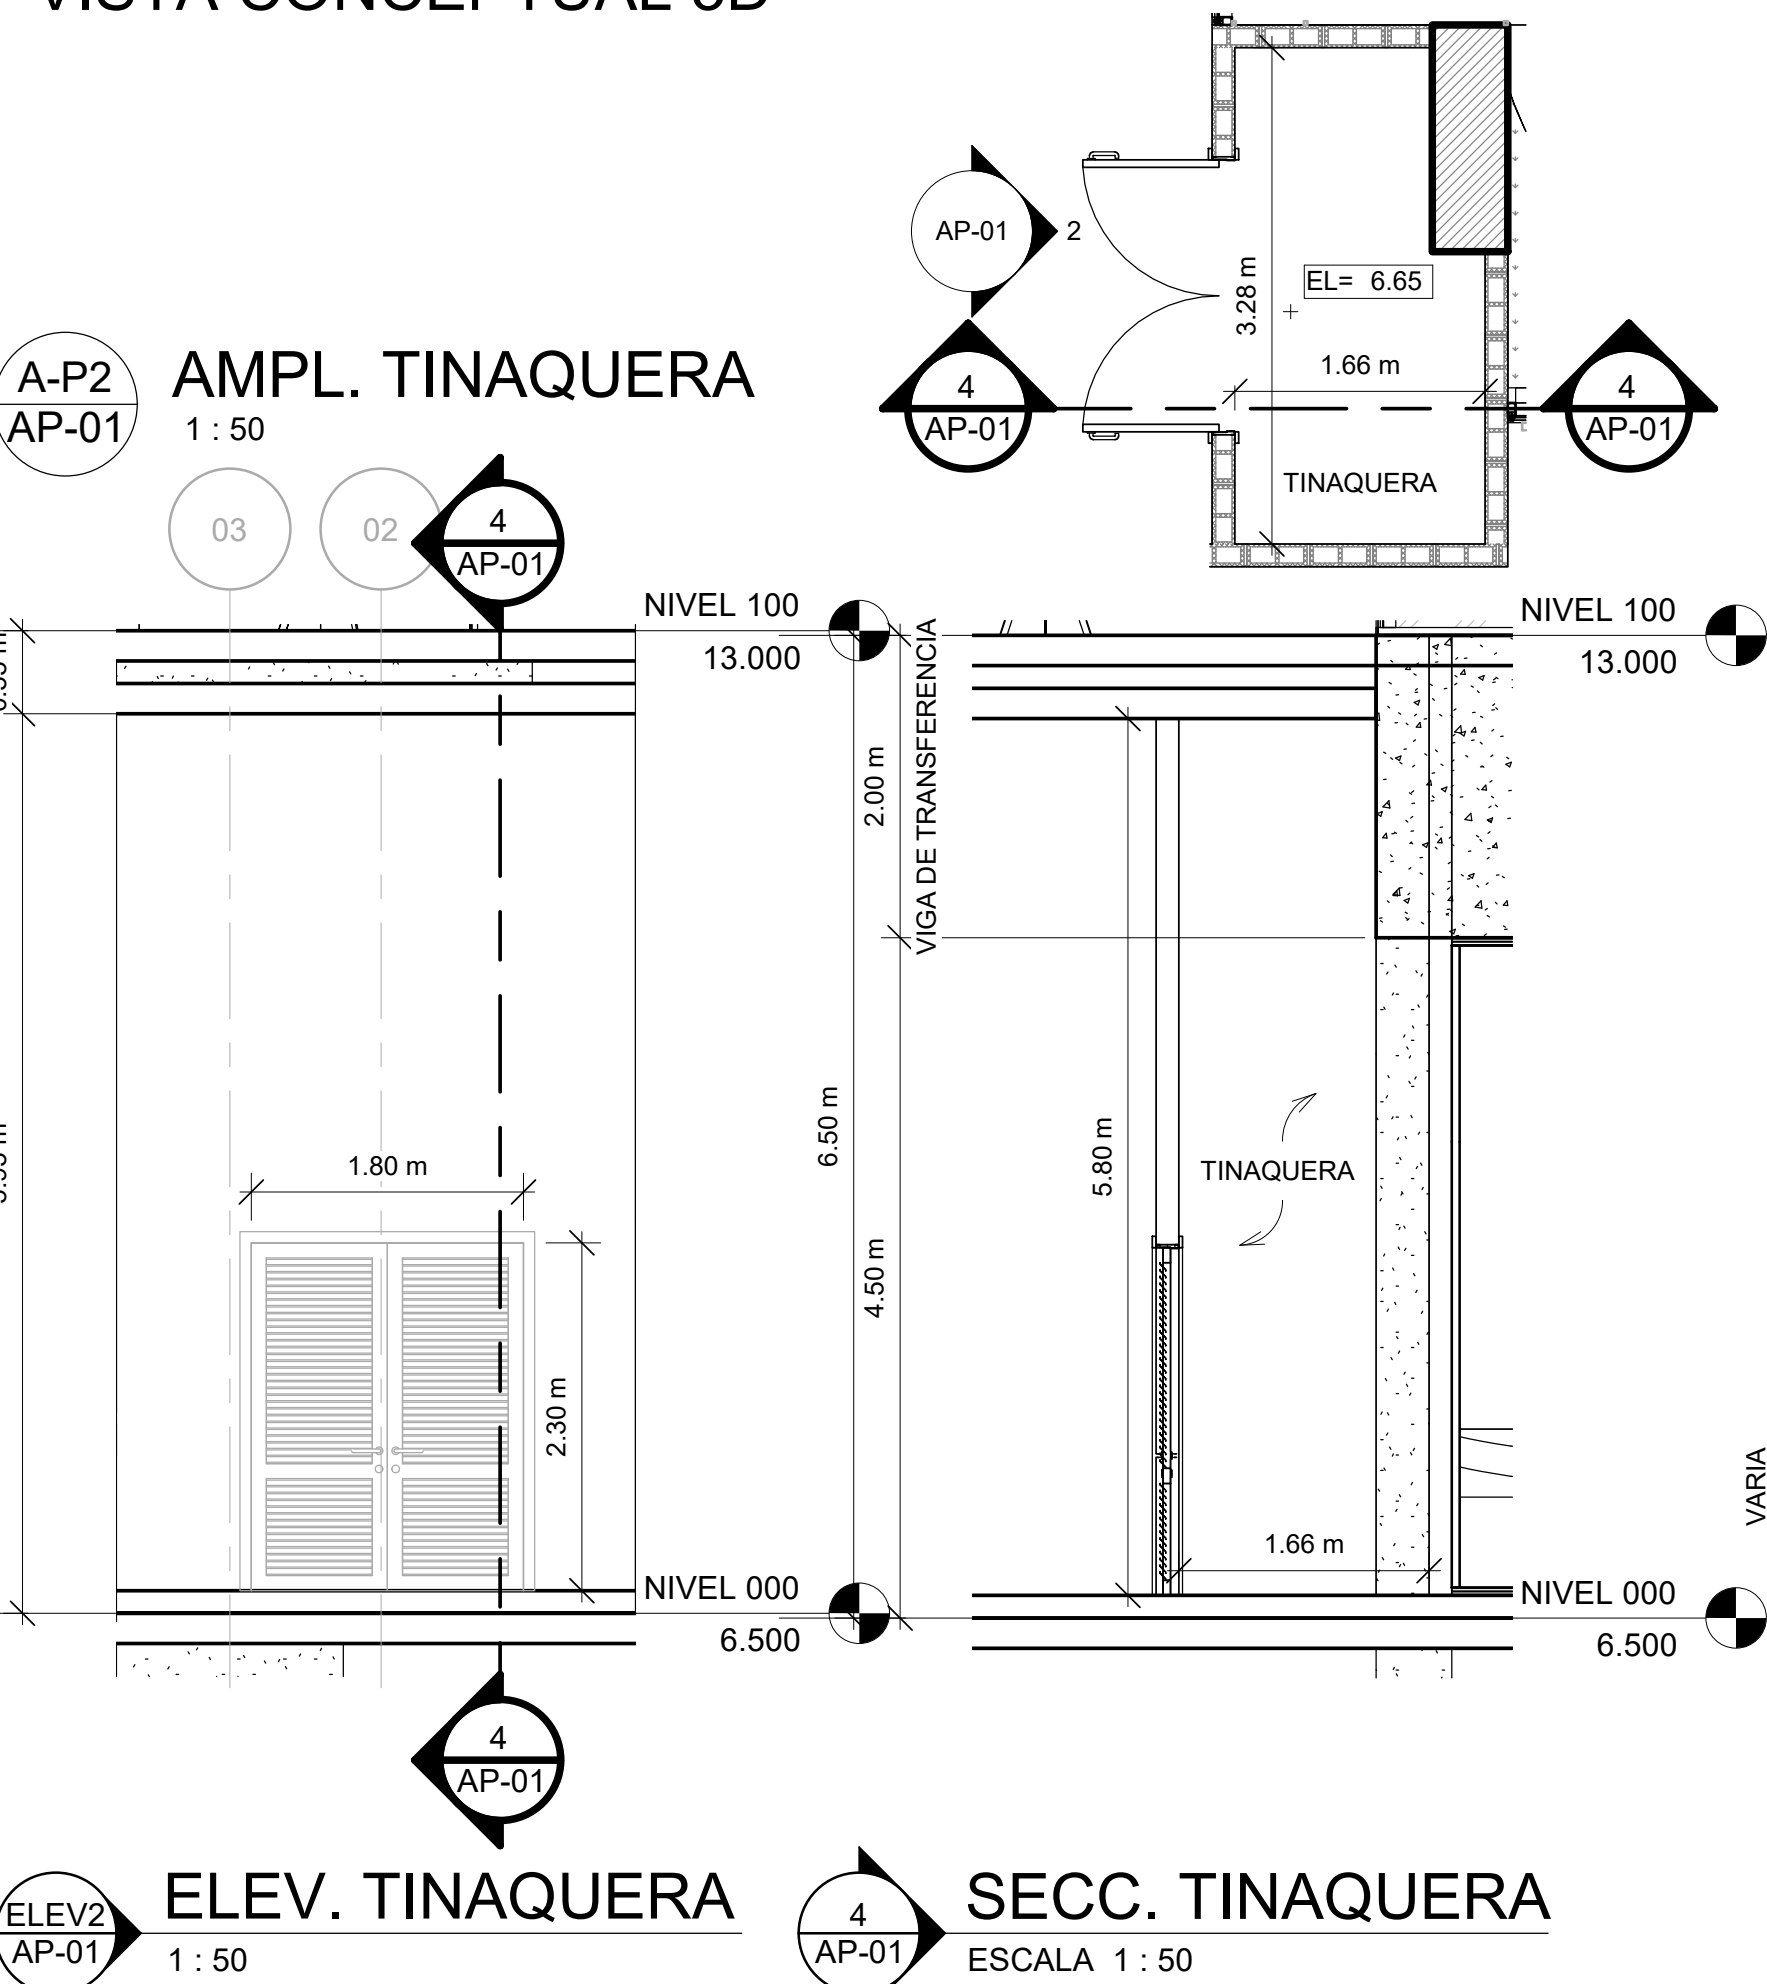 AP-01
2
EL= 6.65
3.28 m
1.66 m
4
AP-01
4
AP-01
TINAQUERA
A-P2
AP-01
AMPL. TINAQUERA
1 : 50
03
02
4
AP-01
NIVEL 100
13.000
1.80 m
2.30 m
NIVEL 000
6.500
4
AP-01
VIGA DE TRANSFERENCIA
2.00 m
6.50 m
4.50 m
5.80 m
TINAQUERA
1.66 m
NIVEL 100
13.000
VARIA
NIVEL 000
6.500
ELEV2
AP-01
ELEV. TINAQUERA
1 : 50
4
AP-01
SECC. TINAQUERA
ESCALA 1 : 50